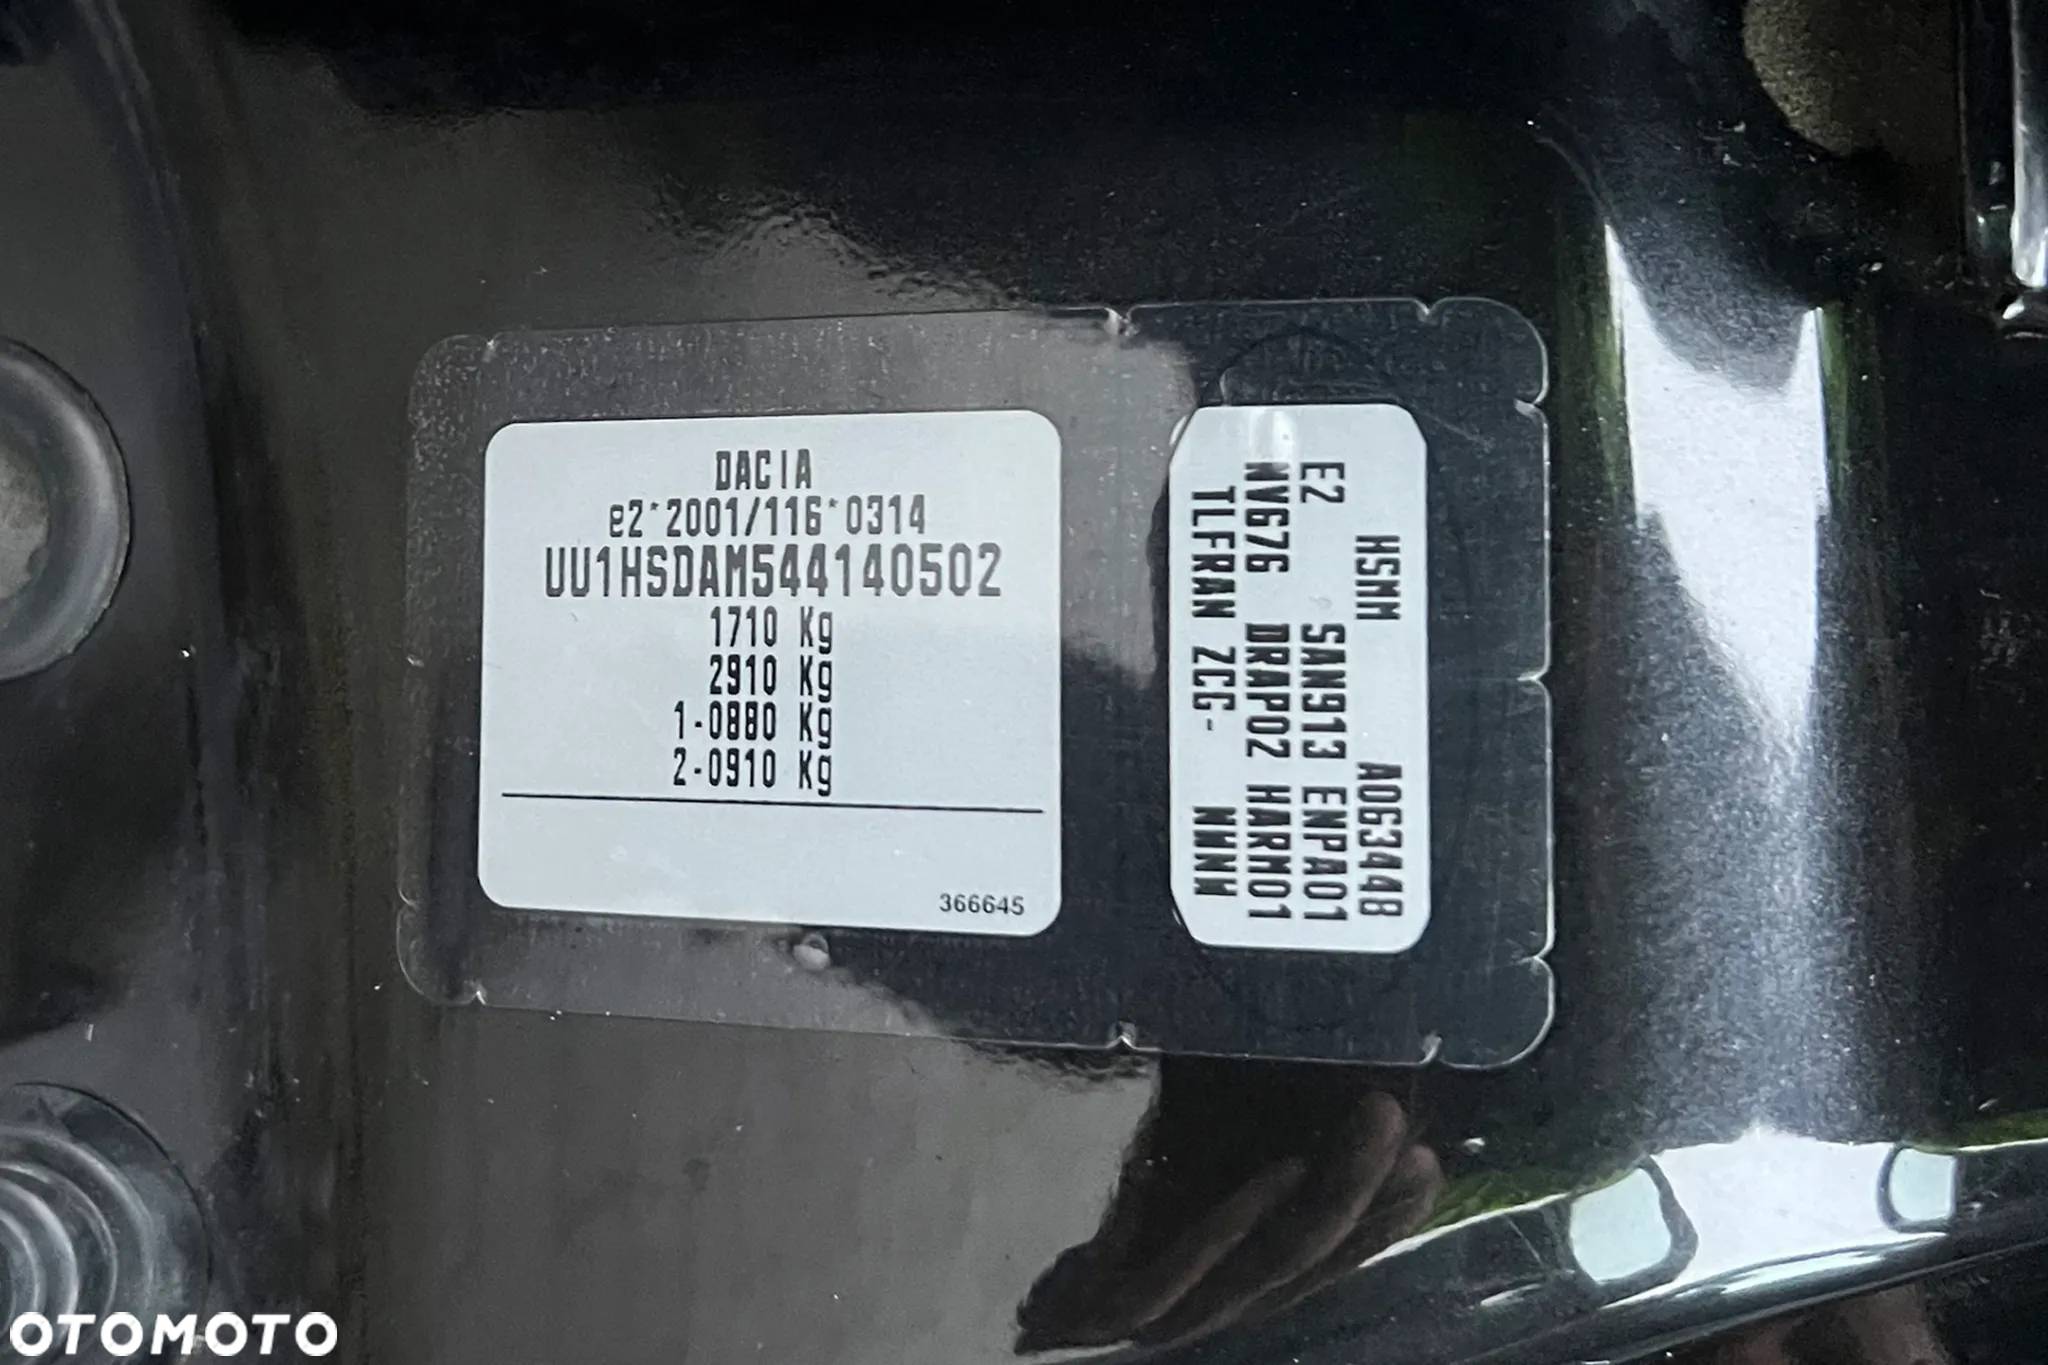 DACIA
e2*2001/116*0314
UU1HSDAM544140502
1710 Kg
2910 Kg
1-0880 Kg
2-0910 Kg
366645
HSMM A063448
E2 SAN913 ENPA01
NV676 DRAP02 HARM01
TLFRAN ZCG- NWNM
OTOMOTO